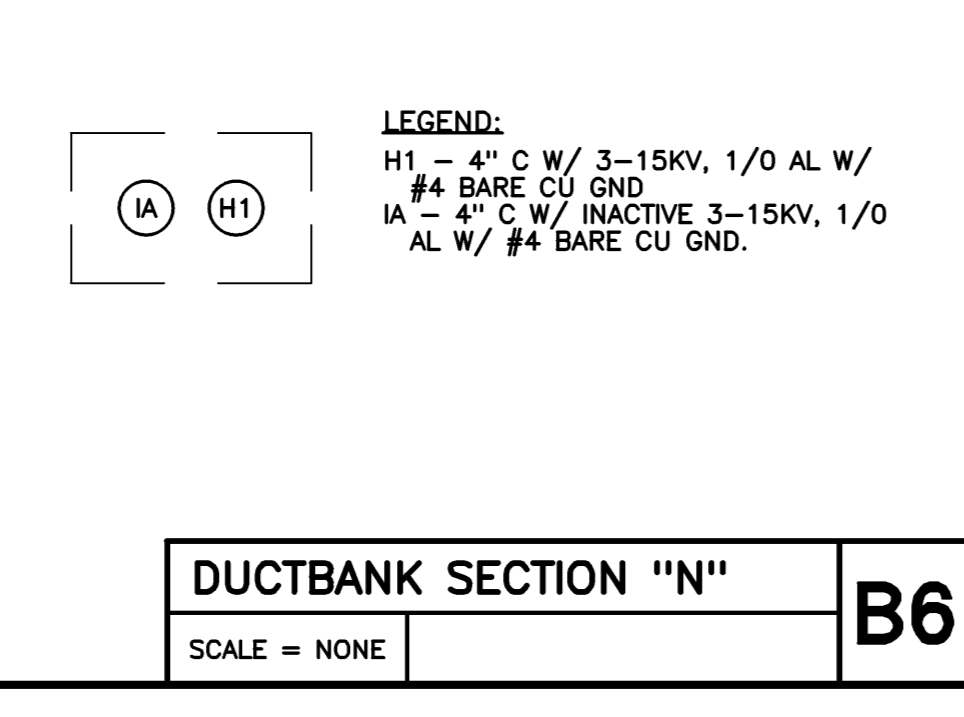 LEGEND:
H1 – 4" C W/ 3–15KV, 1/0 AL W/
#4 BARE CU GND
IA – 4" C W/ INACTIVE 3–15KV, 1/0
AL W/ #4 BARE CU GND.
IA H1
DUCTBANK SECTION "N"
B6
SCALE = NONE